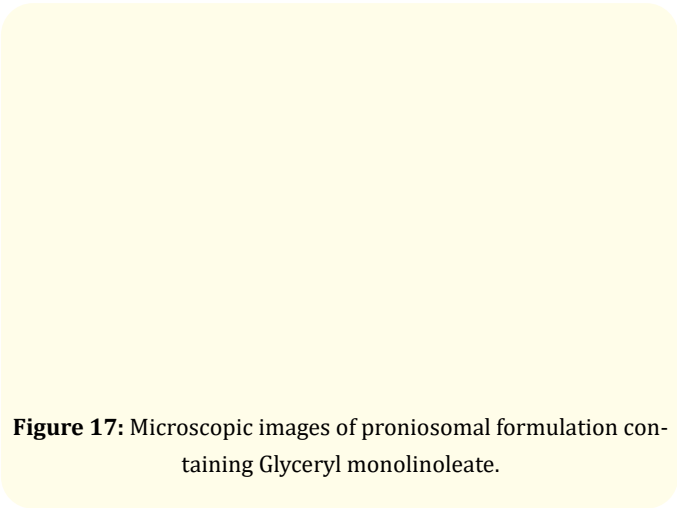 Figure 17: Microscopic images of proniosomal formulation con-
taining Glyceryl monolinoleate.